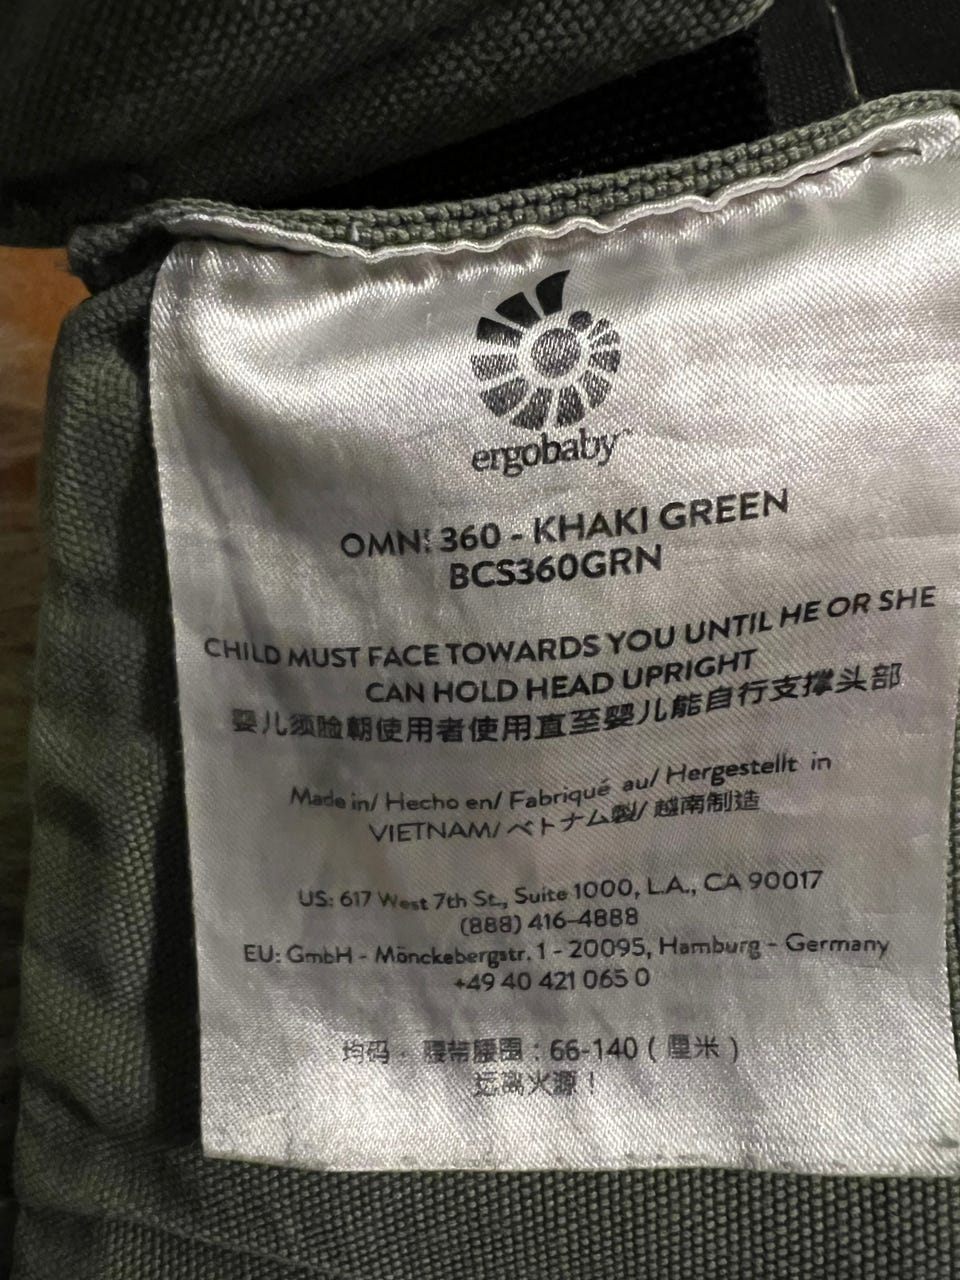 ergobaby™
OMNI 360 - KHAKI GREEN
BCS360GRN
CHILD MUST FACE TOWARDS YOU UNTIL HE OR SHE
CAN HOLD HEAD UPRIGHT
婴儿须脸朝使用者使用直至婴儿能自行支撑头部
Made in/ Hecho en/ Fabriqué au/ Hergestellt in
VIETNAM/ ベトナム製/ 越南制造
US: 617 West 7th St., Suite 1000, L.A., CA 90017
(888) 416-4888
EU: GmbH - Mönckebergstr. 1 - 20095, Hamburg - Germany
+49 40 421 065 0
均码 · 腰带腰围 : 66-140 ( 厘米 )
远离火源！